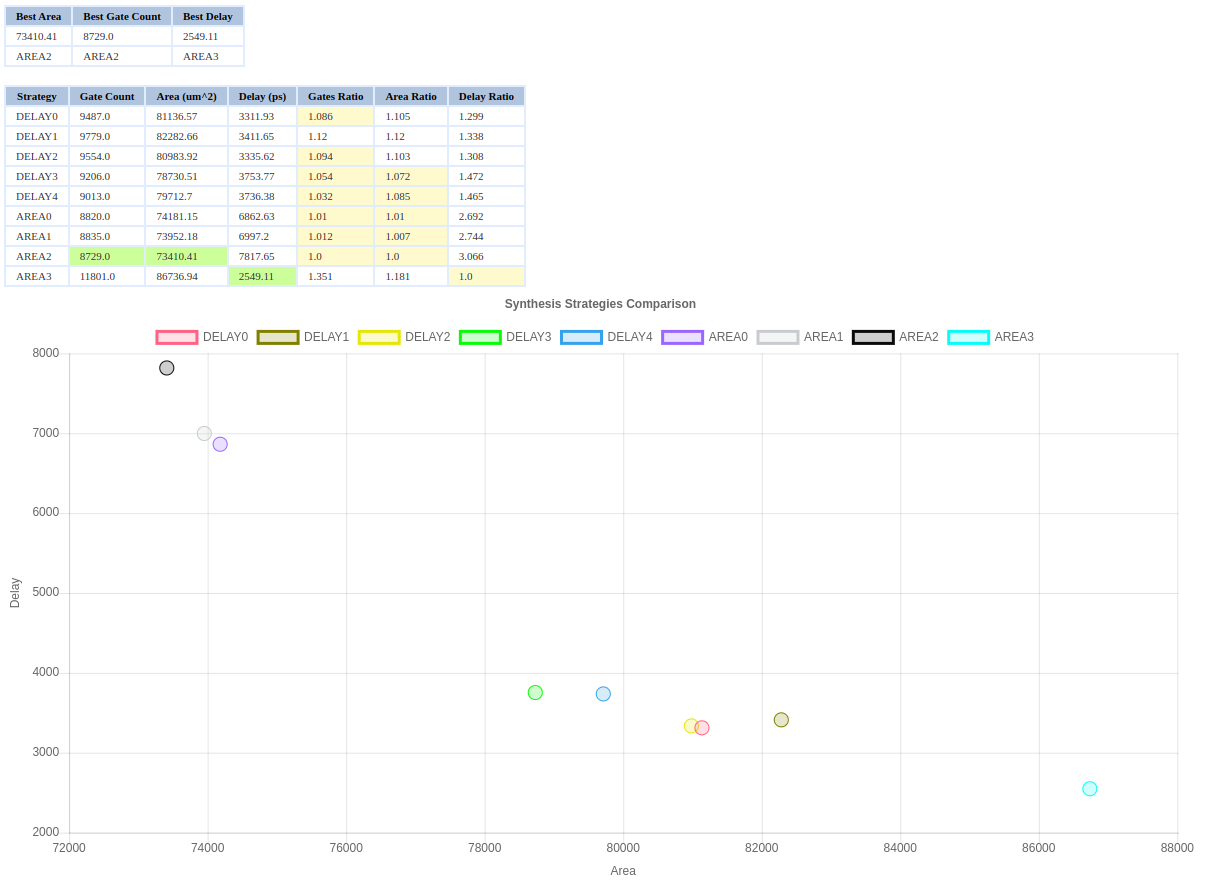 Best Area Best Gate Count Best Delay
73410.41 8729.0 2549.11
AREA2 AREA2 AREA3
Strategy Gate Count Area (um^2) Delay (ps) Gates Ratio Area Ratio Delay Ratio
DELAY0 9487.0 81136.57 3311.93 1.086 1.105 1.299
DELAY1 9779.0 82282.66 3411.65 1.12 1.12 1.338
DELAY2 9554.0 80983.92 3335.62 1.094 1.103 1.308
DELAY3 9206.0 78730.51 3753.77 1.054 1.072 1.472
DELAY4 9013.0 79712.7 3736.38 1.032 1.085 1.465
AREA0 8820.0 74181.15 6862.63 1.01 1.01 2.692
AREA1 8835.0 73952.18 6997.2 1.012 1.007 2.744
AREA2 8729.0 73410.41 7817.65 1.0 1.0 3.066
AREA3 11801.0 86736.94 2549.11 1.351 1.181 1.0
Synthesis Strategies Comparison
DELAY0 DELAY1 DELAY2 DELAY3 DELAY4 AREA0 AREA1 AREA2 AREA3
8000
7000
6000
5000
4000
3000
2000
Delay
72000 74000 76000 78000 80000 82000 84000 86000 88000
Area